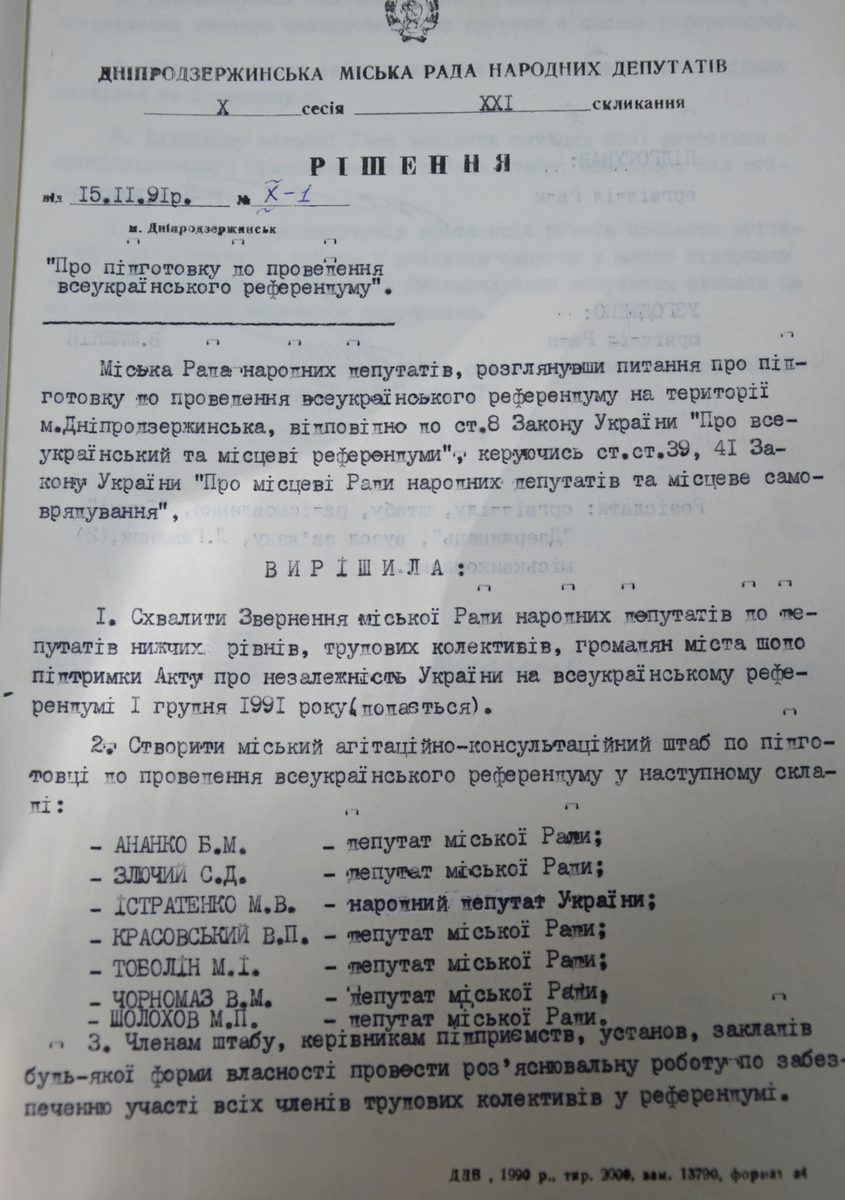 ДНІПРОДЗЕРЖИНСЬКА МІСЬКА РАДА НАРОДНИХ ДЕПУТАТІВ
X сесія XXI скликання
РІШЕННЯ
від 15.II.91р. № X-1
м. Дніпродзержинськ
"Про підготовку до проведення
всеукраїнського референдуму".
Міська Рада народних депутатів, розглянувши питання про під-
готовку до проведення всеукраїнського референдуму на території
м.Дніпродзержинська, відповідно до ст.8 Закону України "Про все-
український та місцеві референдуми", керуючись ст.ст.39, 4I За-
кону України "Про місцеві Ради народних депутатів та місцеве само-
врядування",
ВИРІШИЛА:
I. Схвалити Звернення міської Ради народних депутатів до де-
путатів нижчих рівнів, трудових колективів, громадян міста щодо
підтримки Акту про незалежність України на всеукраїнському рефе-
рендумі I грудня I99I року(додається).
2. Створити міський агітаційно-консультаційний штаб по підго-
товці до проведення всеукраїнського референдуму у наступному скла-
ді:
- АНАНКО Б.М. - депутат міської Ради;
- ЗЛЮЧИЙ С.Д. - депутат міської Ради;
- ІСТРАТЕНКО М.В. - народний депутат України;
- КРАСОВСЬКИЙ В.П. - депутат міської Ради;
- ТОБОЛІН М.І. - депутат міської Ради;
- ЧОРНОМАЗ В.М. - депутат міської Ради,
- ШОЛОХОВ М.П. - депутат міської Ради.
3. Членам штабу, керівникам підприємств, установ, закладів
будь-якої форми власності провести роз'яснювальну роботу по забез-
печенню участі всіх членів трудових колективів у референдумі.
ДДВ, 1990 р., тир. 3000, зам. 13790, формат а4